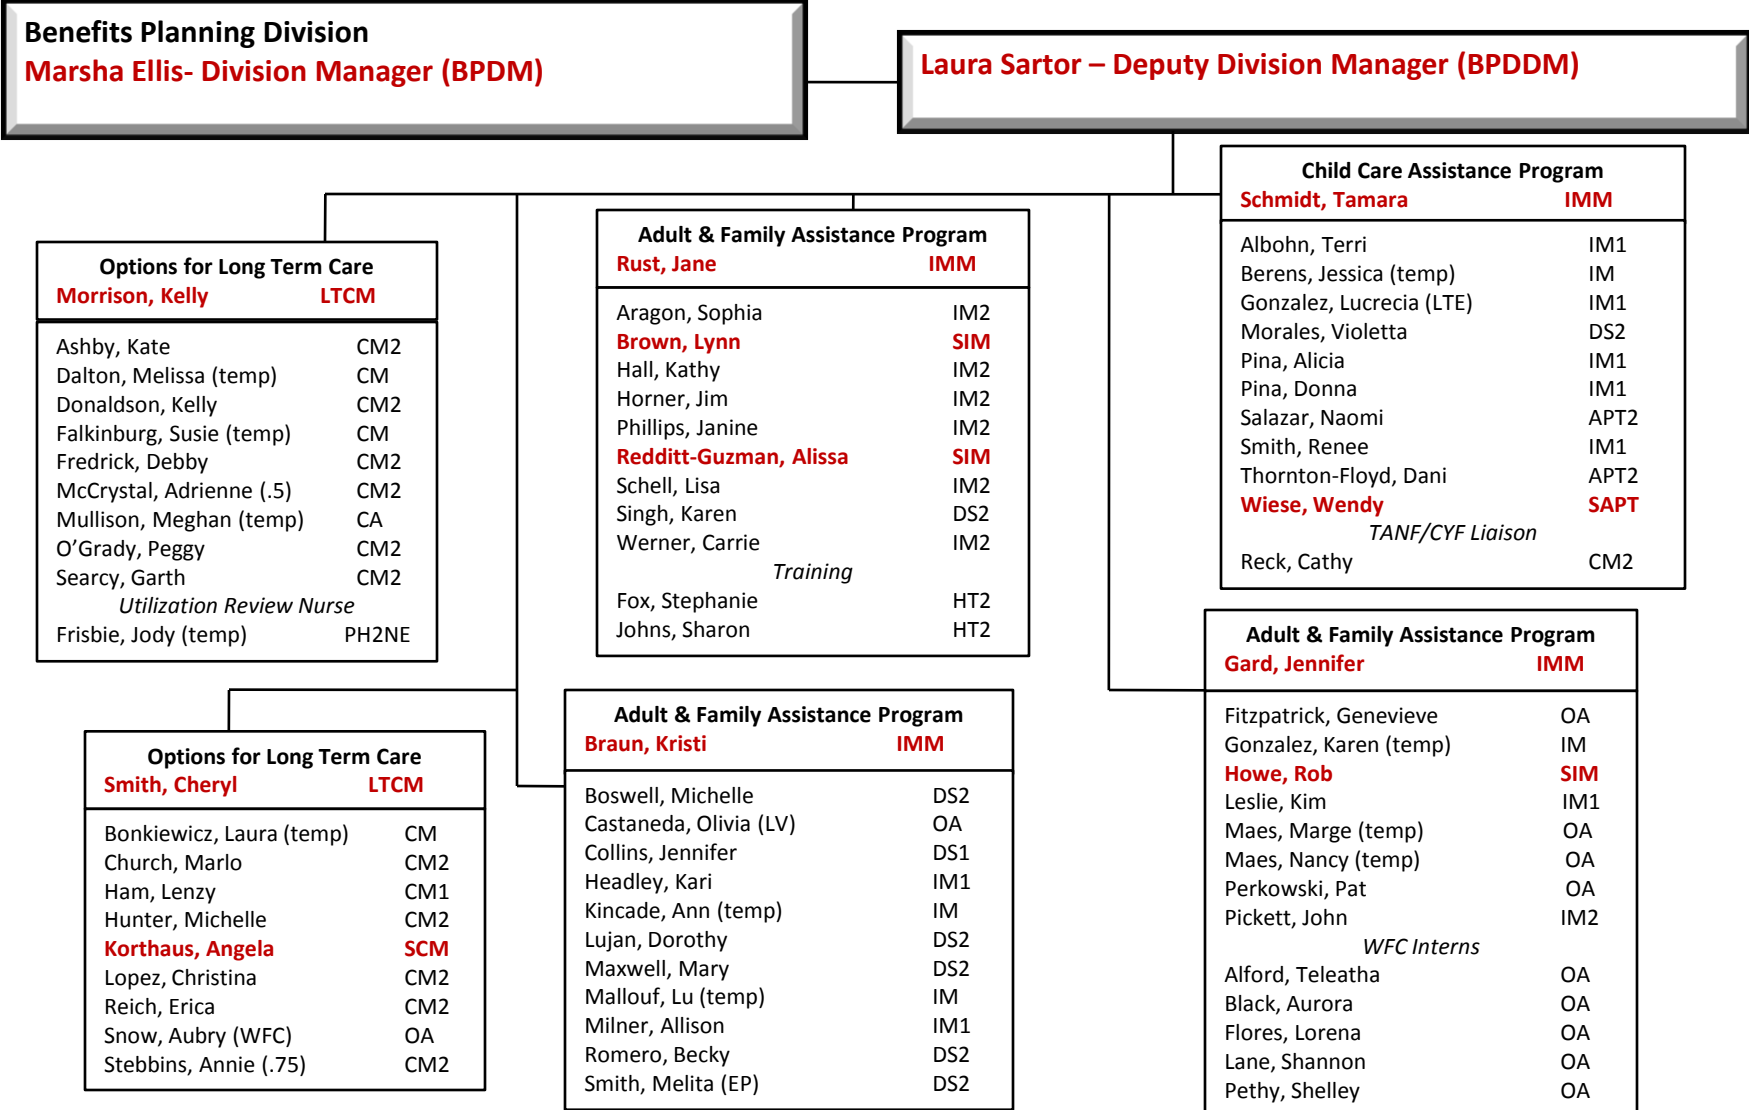 Benefits Planning Division
Marsha Ellis- Division Manager (BPDM)
Laura Sartor – Deputy Division Manager (BPDDM)
Options for Long Term Care
Morrison, Kelly LTCM
Ashby, Kate CM2
Dalton, Melissa (temp) CM
Donaldson, Kelly CM2
Falkinburg, Susie (temp) CM
Fredrick, Debby CM2
McCrystal, Adrienne (.5) CM2
Mullison, Meghan (temp) CA
O’Grady, Peggy CM2
Searcy, Garth CM2
Utilization Review Nurse
Frisbie, Jody (temp) PH2NE
Adult & Family Assistance Program
Rust, Jane IMM
Aragon, Sophia IM2
Brown, Lynn SIM
Hall, Kathy IM2
Horner, Jim IM2
Phillips, Janine IM2
Redditt-Guzman, Alissa SIM
Schell, Lisa IM2
Singh, Karen DS2
Werner, Carrie IM2
Training
Fox, Stephanie HT2
Johns, Sharon HT2
Child Care Assistance Program
Schmidt, Tamara IMM
Albohn, Terri IM1
Berens, Jessica (temp) IM
Gonzalez, Lucrecia (LTE) IM1
Morales, Violetta DS2
Pina, Alicia IM1
Pina, Donna IM1
Salazar, Naomi APT2
Smith, Renee IM1
Thornton-Floyd, Dani APT2
Wiese, Wendy SAPT
TANF/CYF Liaison
Reck, Cathy CM2
Options for Long Term Care
Smith, Cheryl LTCM
Bonkiewicz, Laura (temp) CM
Church, Marlo CM2
Ham, Lenzy CM1
Hunter, Michelle CM2
Korthaus, Angela SCM
Lopez, Christina CM2
Reich, Erica CM2
Snow, Aubry (WFC) OA
Stebbins, Annie (.75) CM2
Adult & Family Assistance Program
Braun, Kristi IMM
Boswell, Michelle DS2
Castaneda, Olivia (LV) OA
Collins, Jennifer DS1
Headley, Kari IM1
Kincade, Ann (temp) IM
Lujan, Dorothy DS2
Maxwell, Mary DS2
Mallouf, Lu (temp) IM
Milner, Allison IM1
Romero, Becky DS2
Smith, Melita (EP) DS2
Adult & Family Assistance Program
Gard, Jennifer IMM
Fitzpatrick, Genevieve OA
Gonzalez, Karen (temp) IM
Howe, Rob SIM
Leslie, Kim IM1
Maes, Marge (temp) OA
Maes, Nancy (temp) OA
Perkowski, Pat OA
Pickett, John IM2
WFC Interns
Alford, Teleatha OA
Black, Aurora OA
Flores, Lorena OA
Lane, Shannon OA
Pethy, Shelley OA